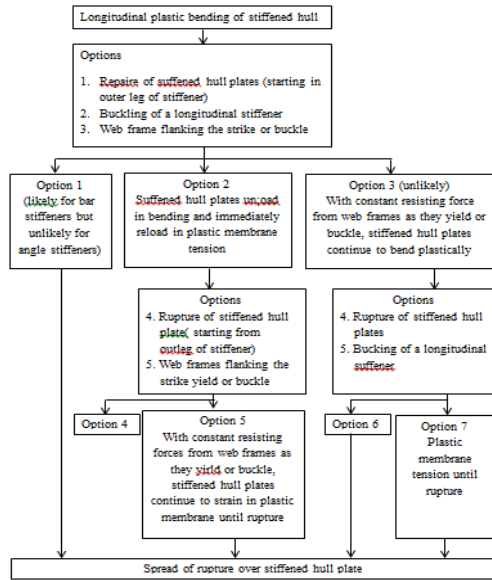 Longitudinal plastic bending of stiffened hull
Options
1. Repaire of suffened hull plates (starting in
outer leg of stiffener)
2. Buckling of a longitudinal stiffener
3. Web frame flanking the strike or buckle
Option 1
(likely for bar
stiffeners but
unlikely for
angle stiffeners)
Option 2
Suffened hull plates un;oad
in bending and immediately
reload in plastic membrane
tension
Option 3 (unlikely)
With constant resisting force
from web frames as they yield or
buckle, stiffened hull plates
continue to bend plastically
Options
4. Rupture of stiffened hull
plate( starting from
outleg of stiffener)
5. Web frames flanking the
strike yield or buckle
Options
4. Rupture of stiffened hull
plates
5. Bucking of a longitudinal
suffener
Option 4
Option 5
With constant resisting
forces from web frames as
they yirld or buckle,
stiffened hull plates
continue to strain in plastic
membrane until rupture
Option 6
Option 7
Plastic
membrane
tension until
rupture
Spread of rupture over stiffened hull plate